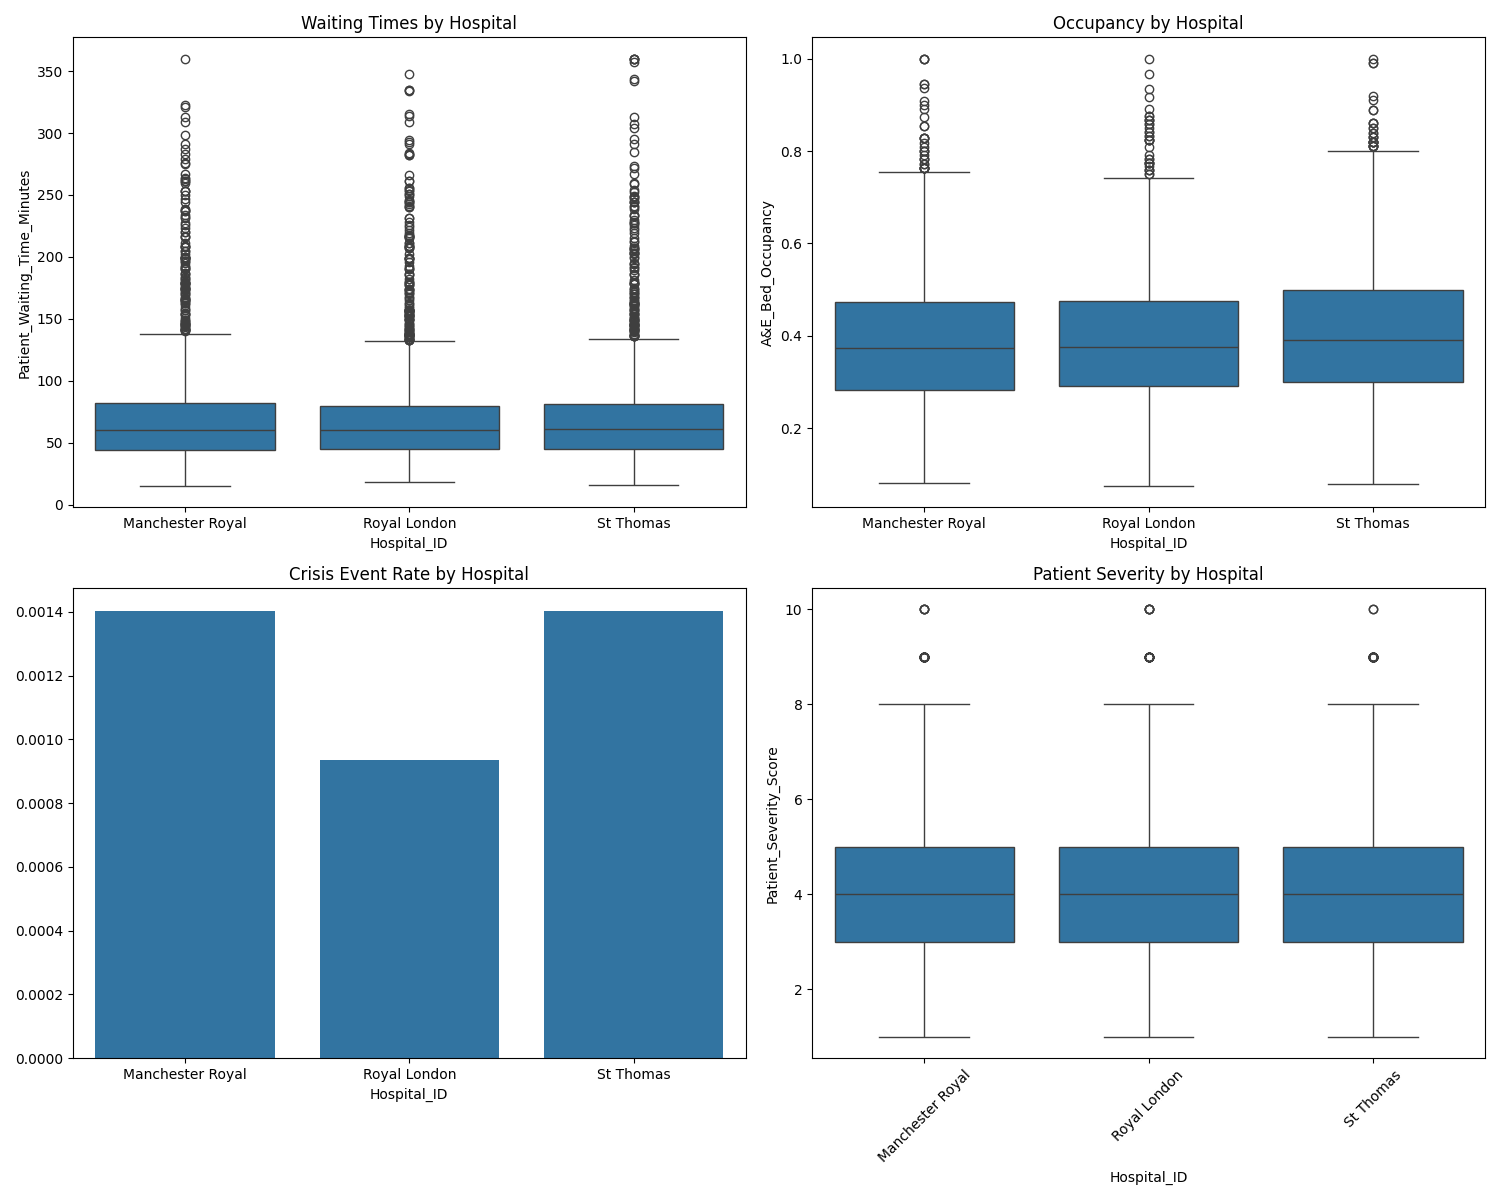 Waiting Times by Hospital
Patient_Waiting_Time_Minutes
350
300
250
200
150
100
50
0
Manchester Royal Royal London St Thomas
Hospital_ID
Occupancy by Hospital
A&E_Bed_Occupancy
1.0
0.8
0.6
0.4
0.2
Manchester Royal Royal London St Thomas
Hospital_ID
Crisis Event Rate by Hospital
0.0014
0.0012
0.0010
0.0008
0.0006
0.0004
0.0002
0.0000
Manchester Royal Royal London St Thomas
Hospital_ID
Patient Severity by Hospital
Patient_Severity_Score
10
8
6
4
2
Manchester Royal
Royal London
St Thomas
Hospital_ID